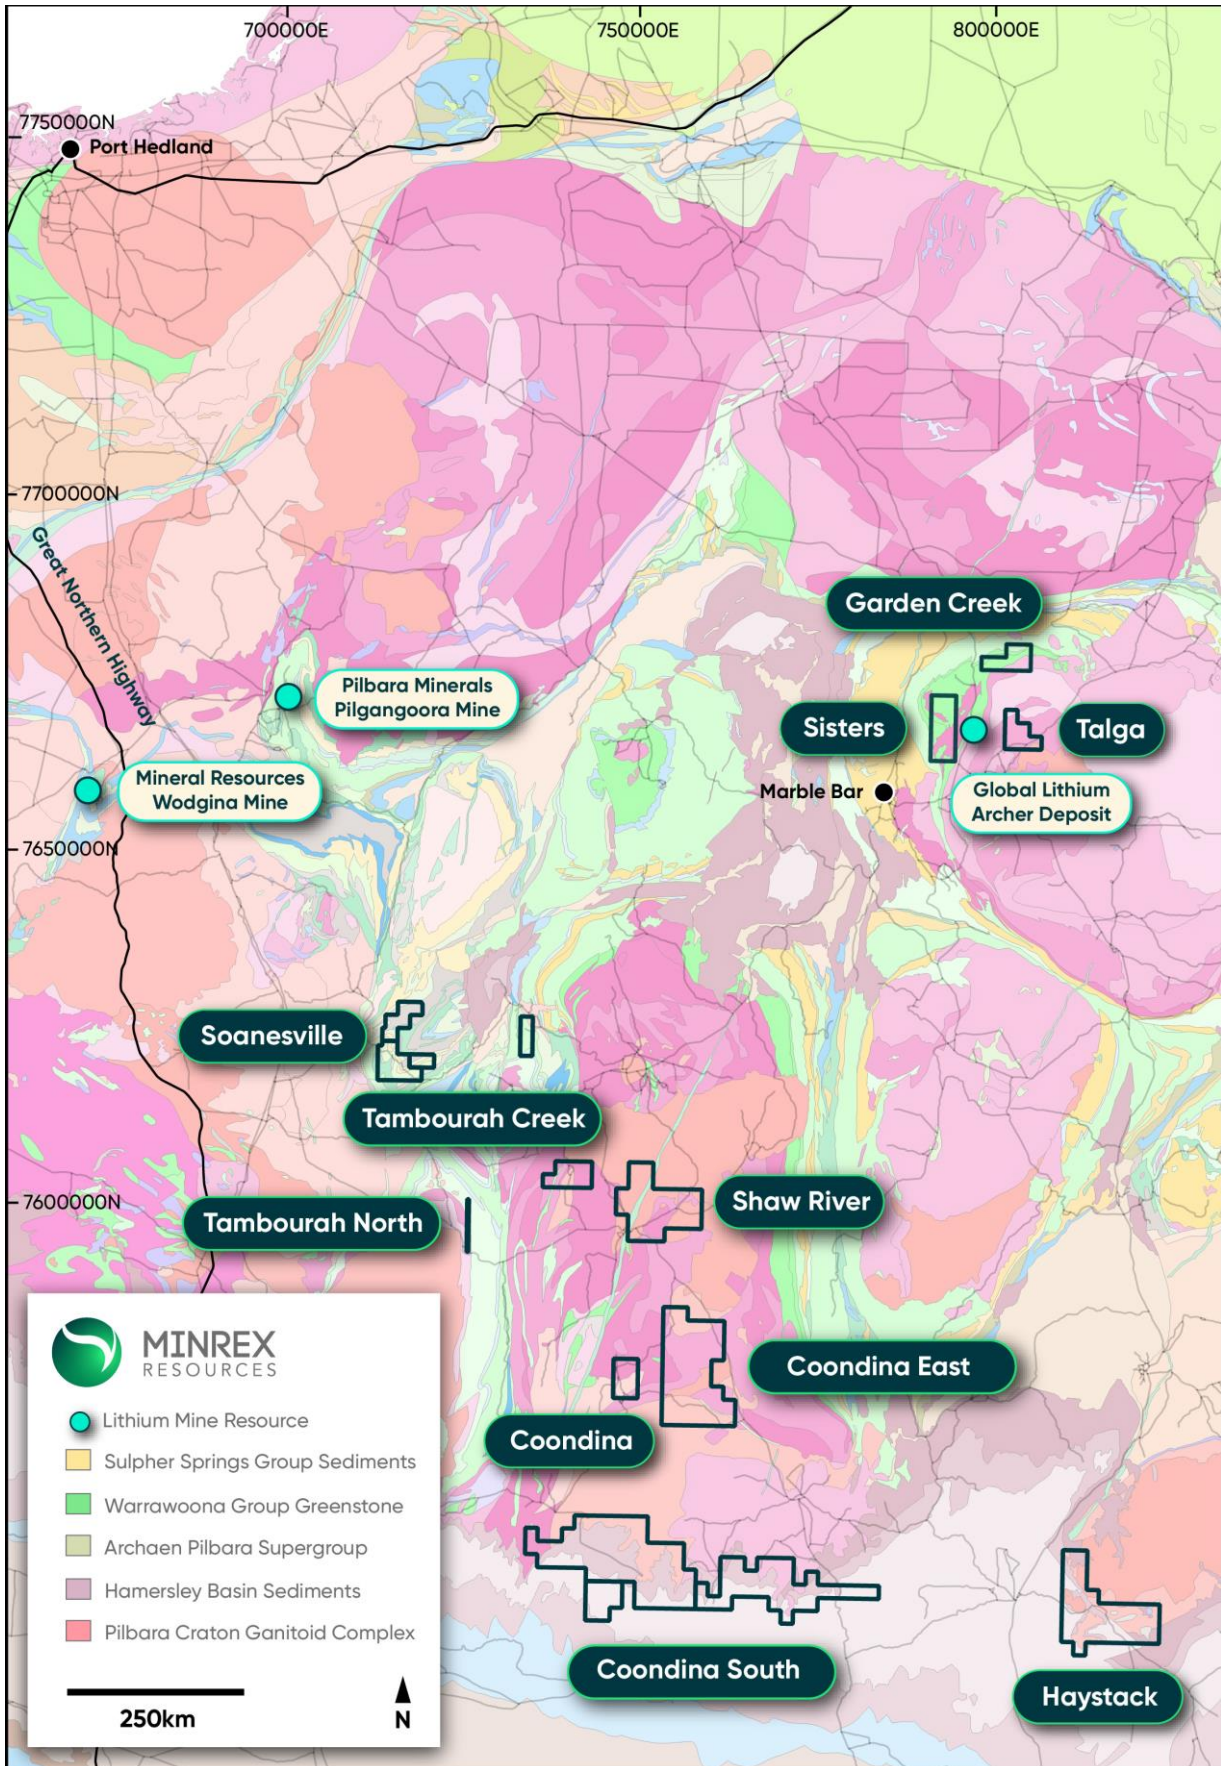 700000E
750000E
800000E
7750000N
Port Hedland
7700000N
Great Northern Highway
Garden Creek
Pilbara Minerals
Pilgangoora Mine
Sisters
Talga
Mineral Resources
Wodgina Mine
Marble Bar
Global Lithium
Archer Deposit
7650000N
Soanesville
Tambourah Creek
7600000N
Tambourah North
Shaw River
Coondina East
Coondina
Coondina South
Haystack
MINREX
RESOURCES
Lithium Mine Resource
Sulpher Springs Group Sediments
Warrawoona Group Greenstone
Archaen Pilbara Supergroup
Hamersley Basin Sediments
Pilbara Craton Ganitoid Complex
250km
N